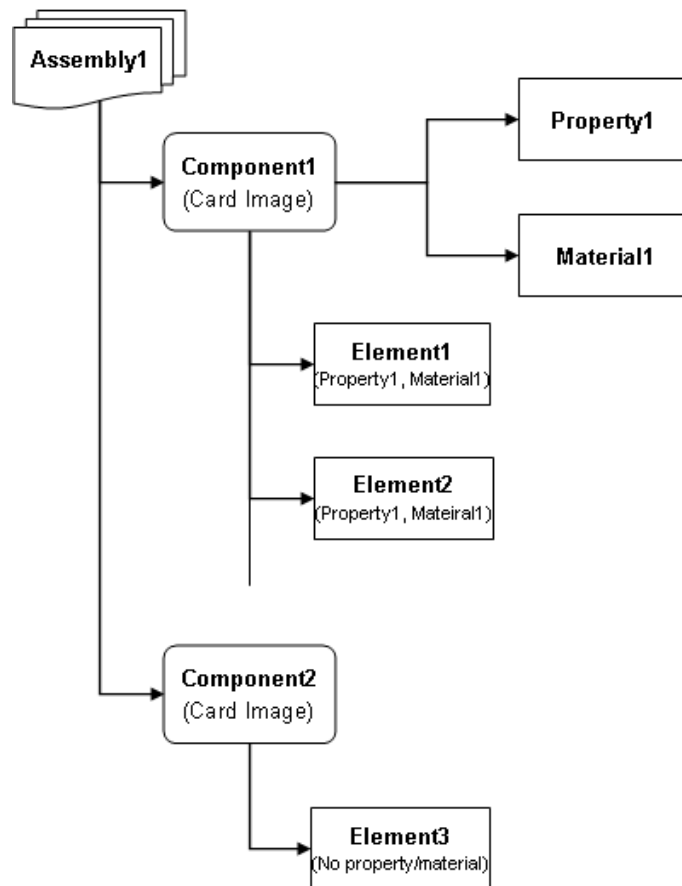 Assembly1
Component1
(Card Image)
Property1
Material1
Element1
(Property1, Material1)
Element2
(Property1, Mateiral1)
Component2
(Card Image)
Element3
(No property/material)